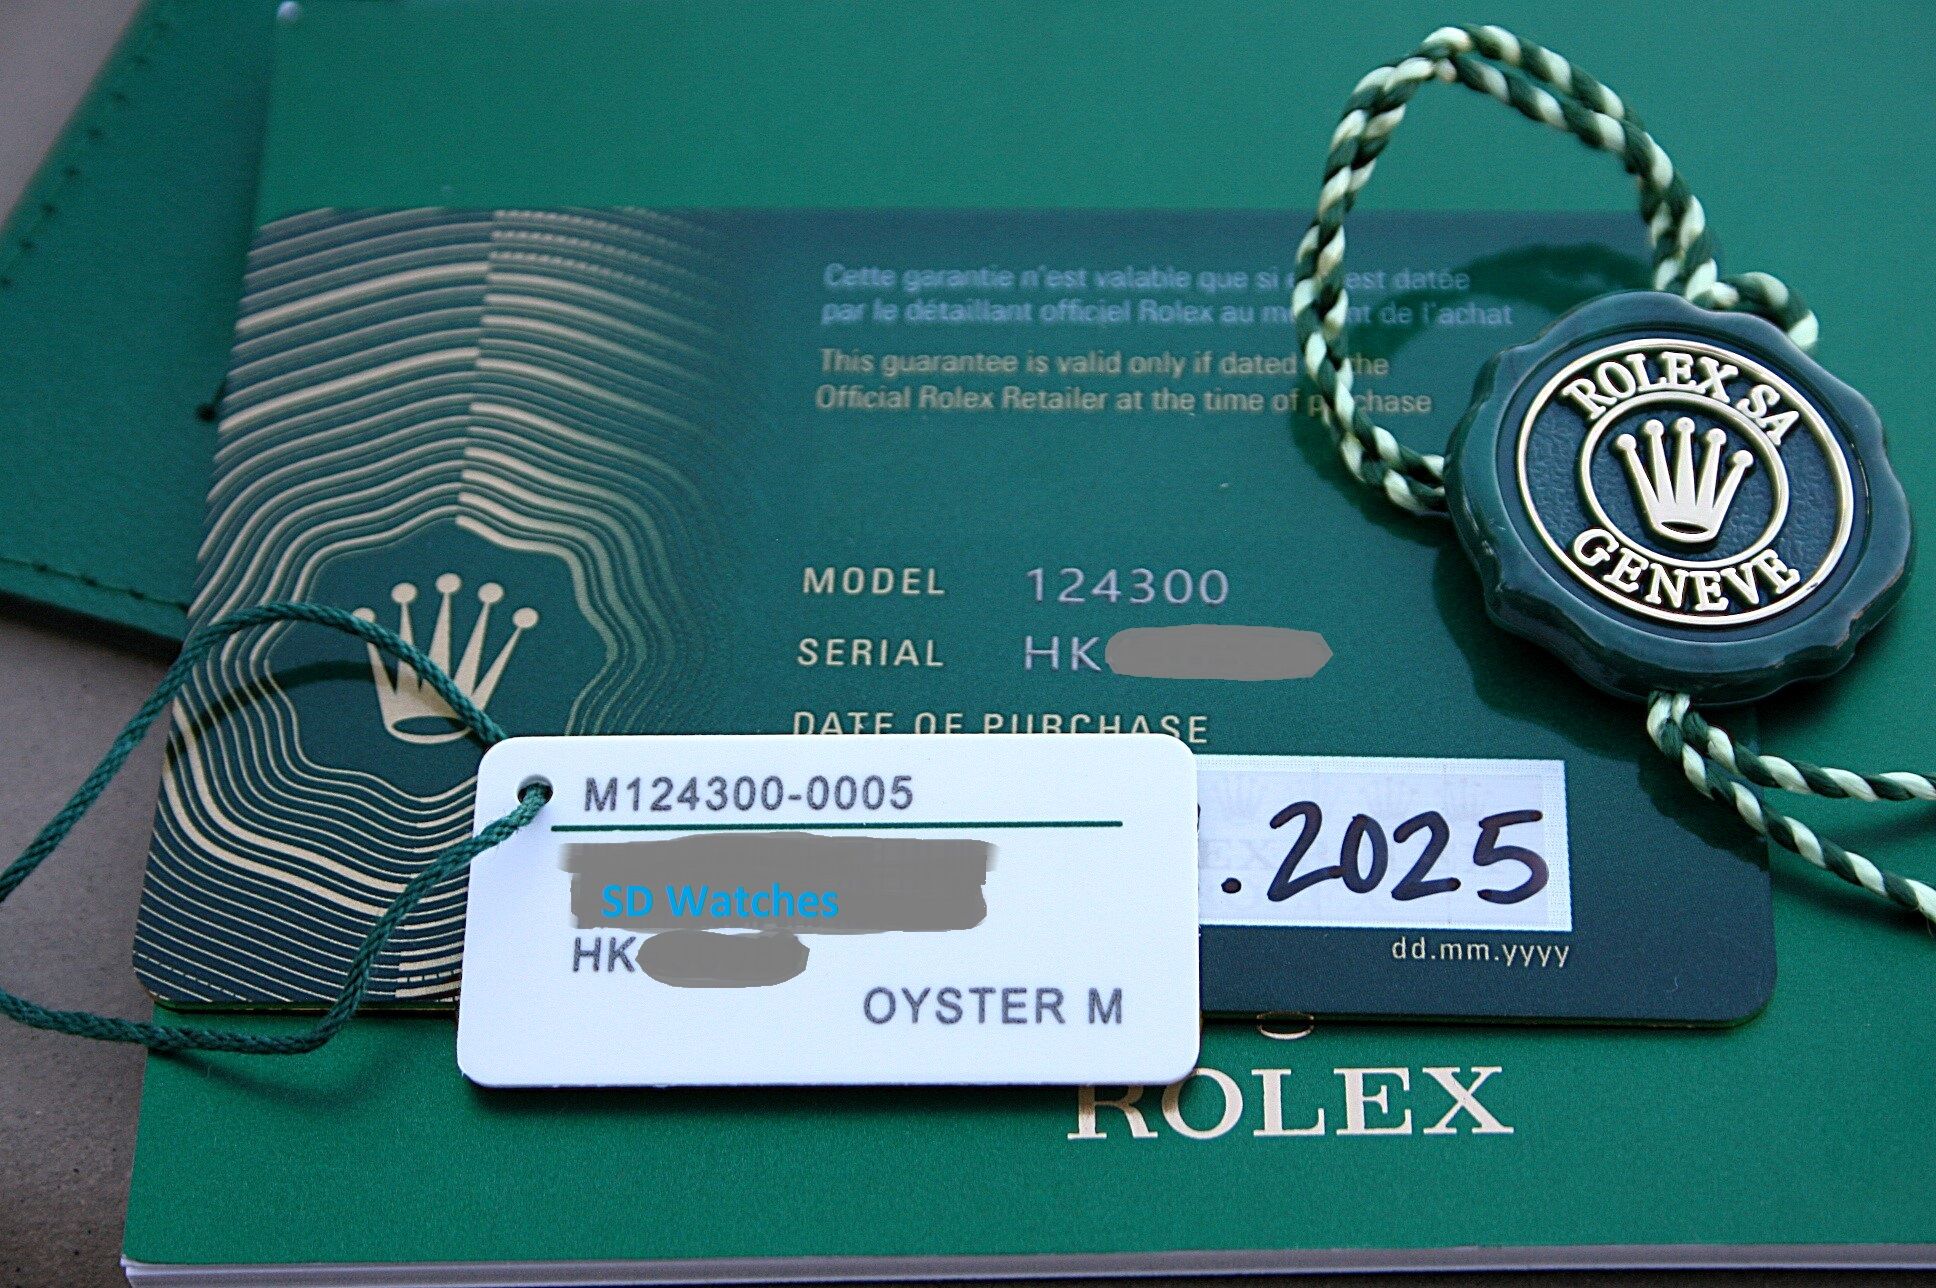 Cette garantie n'est valable que si est datée
par le détaillant officiel Rolex au moment de l'achat
This guarantee is valid only if dated the
Official Rolex Retailer at the time of purchase
ROLEX SA
GENEVE
MODEL 124300
SERIAL HK
DATE OF PURCHASE
M124300-0005
SD Watches
HK
OYSTER M
.2025
dd.mm.yyyy
ROLEX